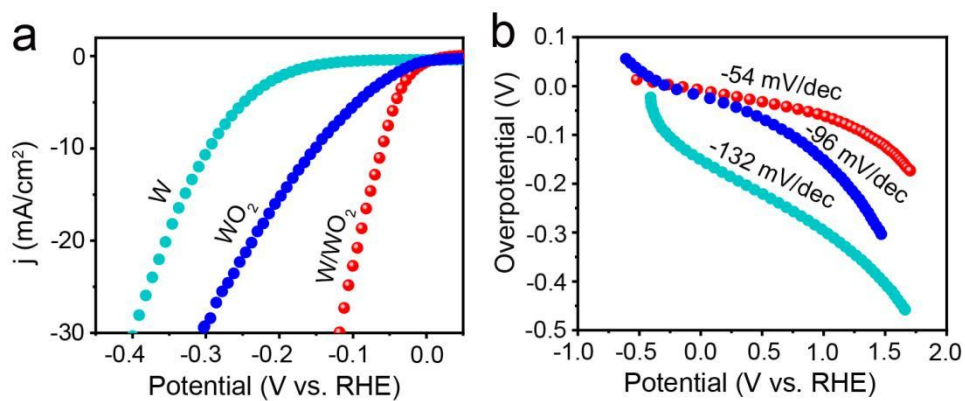 a
0
-10
-20
-30
j (mA/cm²)
W
WO₂
W/WO₂
-0.4
-0.3
-0.2
-0.1
0.0
Potential (V vs. RHE)
b
0.1
0.0
-0.1
-0.2
-0.3
-0.4
-0.5
Overpotential (V)
-54 mV/dec
-96 mV/dec
-132 mV/dec
-1.0
-0.5
0.0
0.5
1.0
1.5
2.0
Potential (V vs. RHE)